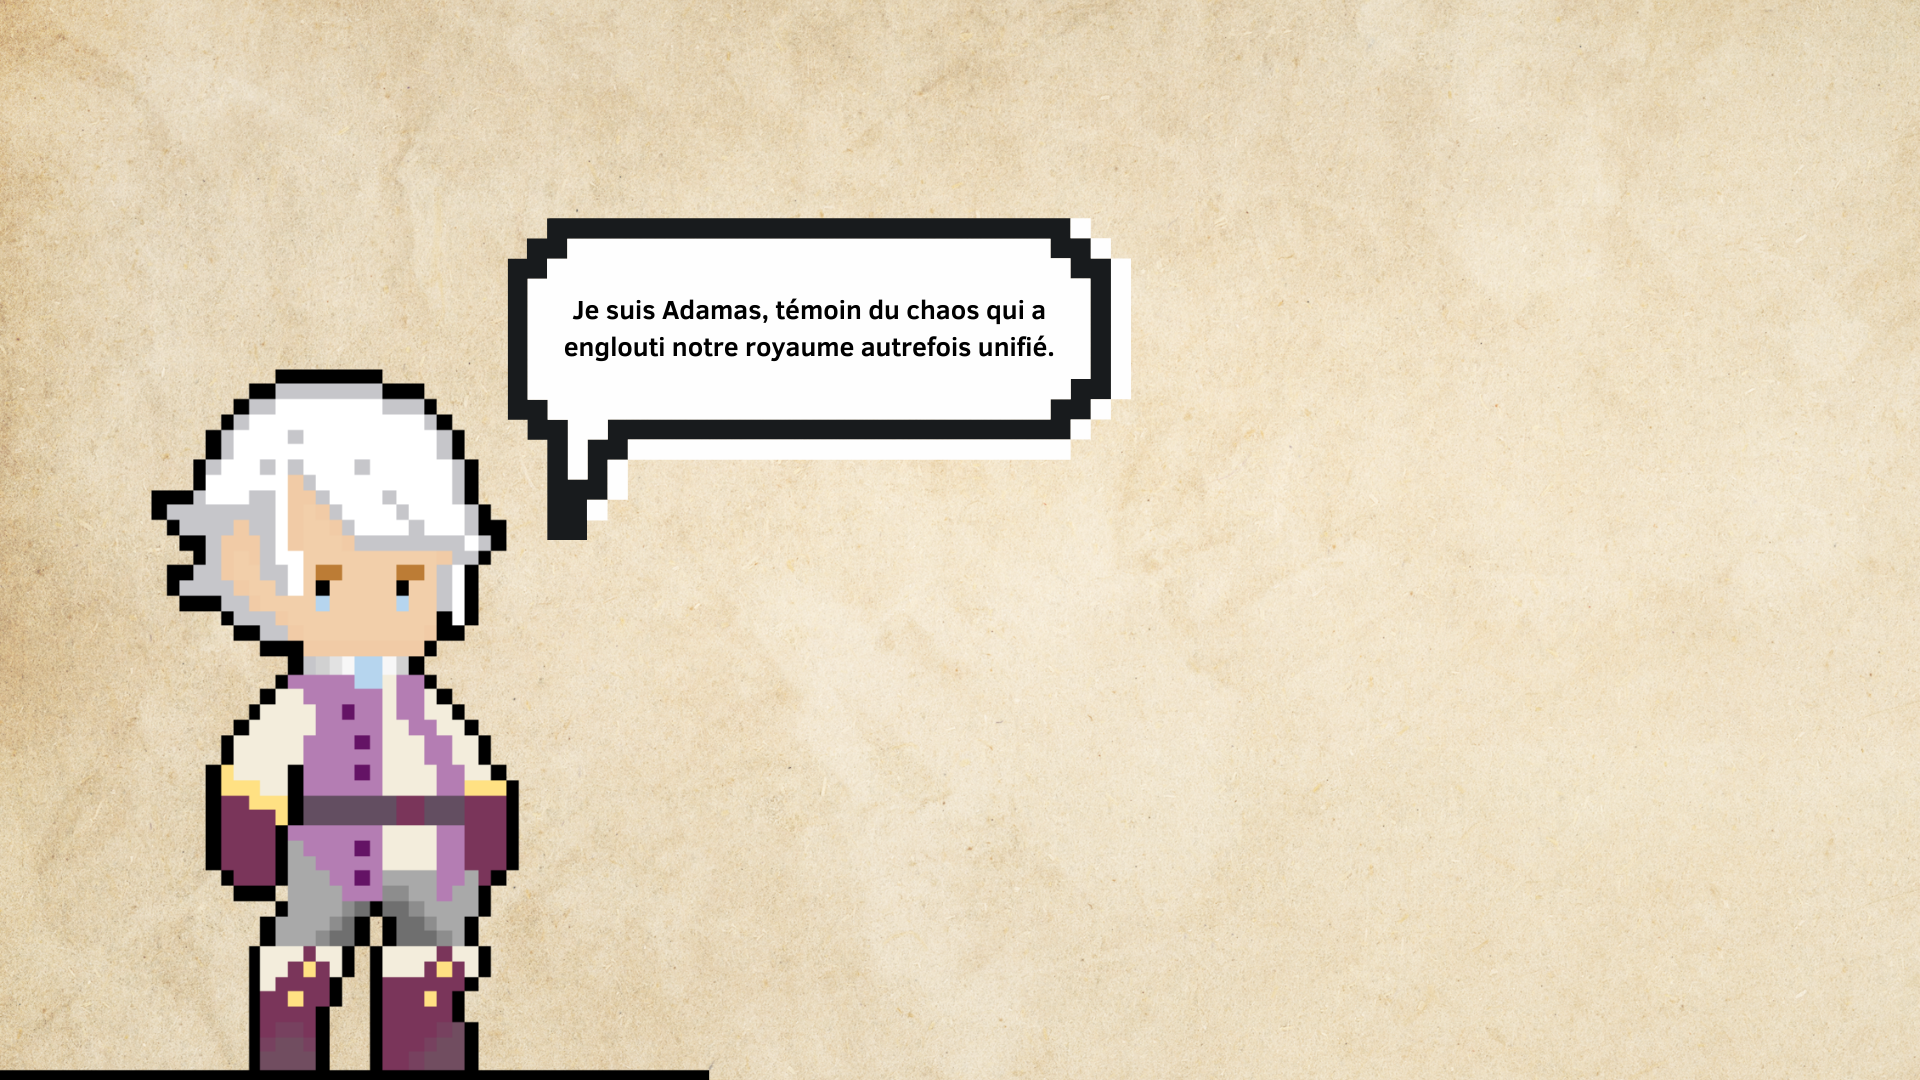 Je suis Adamas, témoin du chaos qui a
englouti notre royaume autrefois unifié.